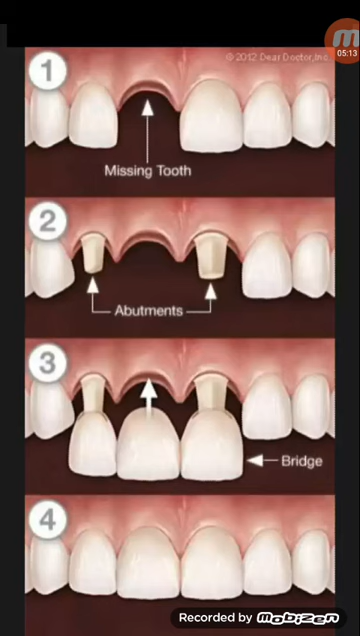 © 2012 Dear Doctor, Inc.
05:13
1
Missing Tooth
2
Abutments
3
Bridge
4
Recorded by Mobizen